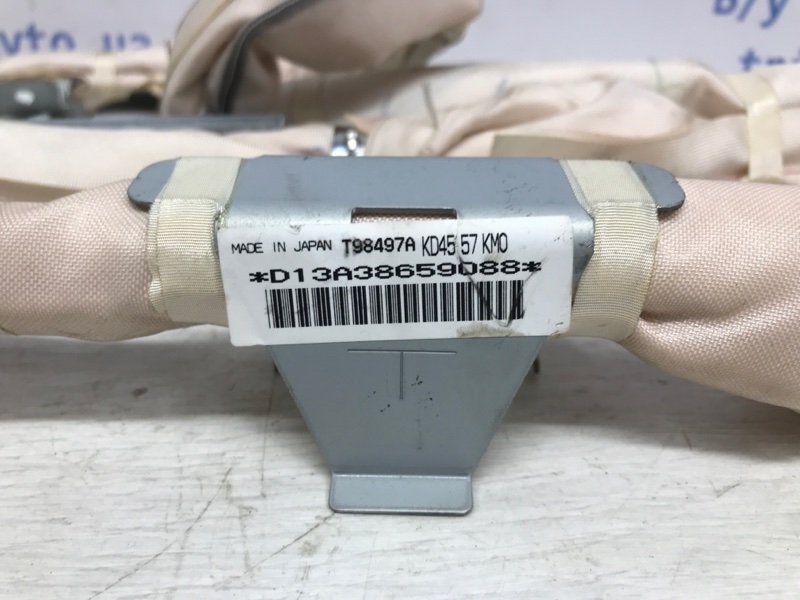 б/у
MADE IN JAPAN T98497A KD45 57 KM0
*D13A38659088*
T